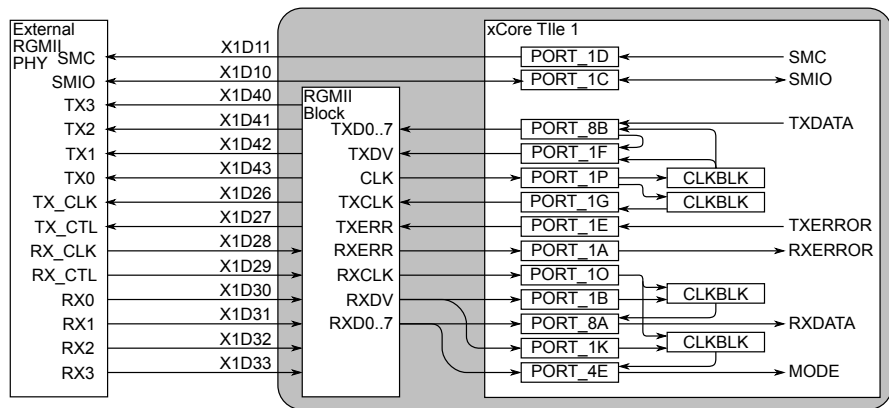 External
RGMII
PHY
xCore TIle 1
SMC X1D11 PORT_1D SMC
SMIO X1D10 PORT_1C SMIO
TX3 X1D40 RGMII
Block
TX2 X1D41 TXD0..7 PORT_8B TXDATA
TX1 X1D42 TXDV PORT_1F
TX0 X1D43 CLK PORT_1P CLKBLK
TX_CLK X1D26 TXCLK PORT_1G CLKBLK
TX_CTL X1D27 TXERR PORT_1E TXERROR
RX_CLK X1D28 RXERR PORT_1A RXERROR
RX_CTL X1D29 RXCLK PORT_1O
RX0 X1D30 RXDV PORT_1B CLKBLK
RX1 X1D31 RXD0..7 PORT_8A RXDATA
RX2 X1D32 PORT_1K CLKBLK
RX3 X1D33 PORT_4E MODE